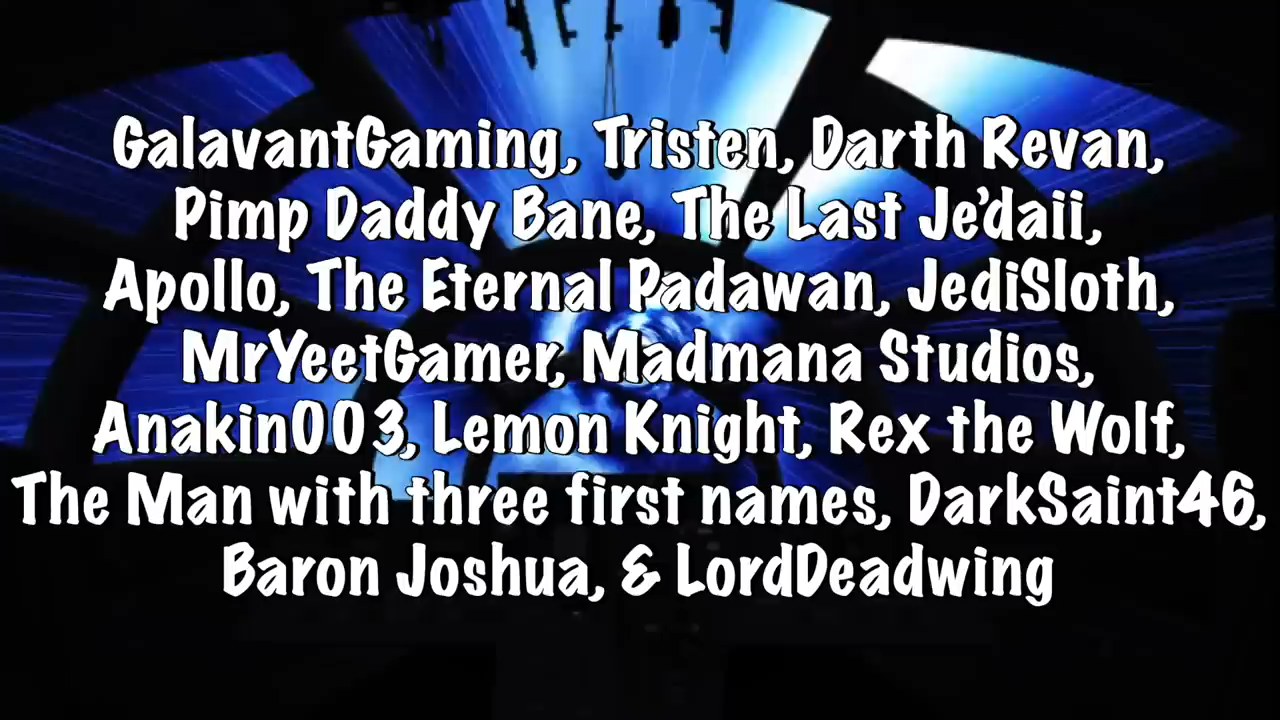 GalavantGaming, Tristen, Darth Revan,
Pimp Daddy Bane, The Last Je’daii,
Apollo, The Eternal Padawan, JediSloth,
MrYeetGamer, Madmana Studios,
Anakin003, Lemon Knight, Rex the Wolf,
The Man with three first names, DarkSaint46,
Baron Joshua, & LordDeadwing